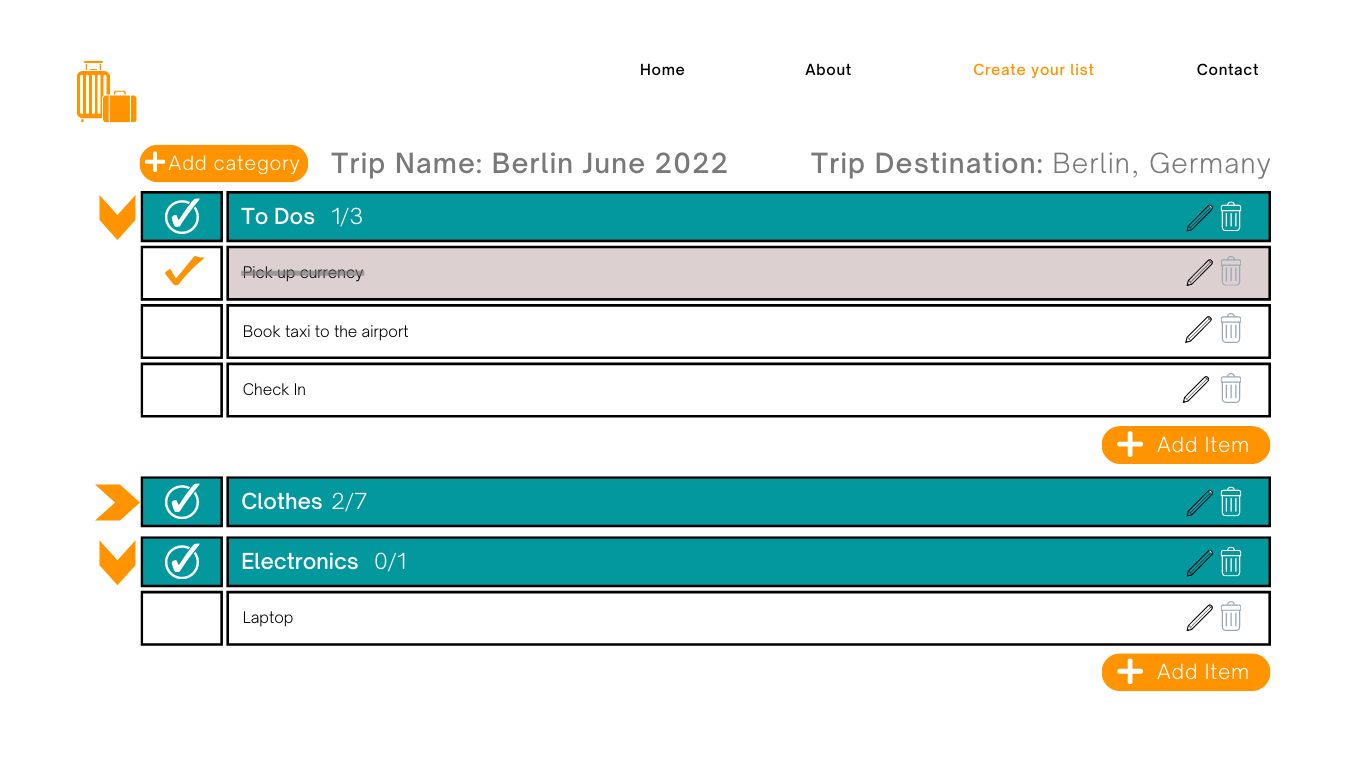 Home About Create your list Contact
Add category Trip Name: Berlin June 2022 Trip Destination: Berlin, Germany
To Dos 1/3
Pick up currency
Book taxi to the airport
Check In
Add Item
Clothes 2/7
Electronics 0/1
Laptop
Add Item